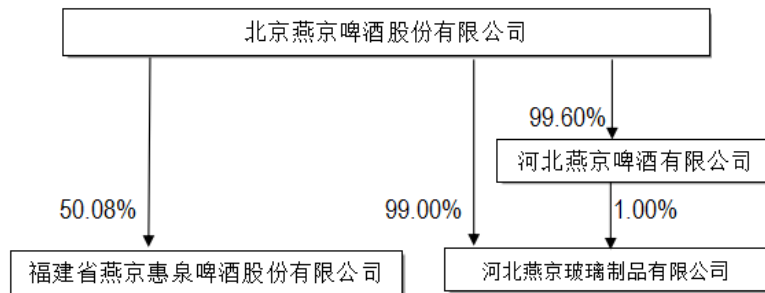 北京燕京啤酒股份有限公司
99.60%
河北燕京啤酒有限公司
50.08%
99.00%
1.00%
福建省燕京惠泉啤酒股份有限公司
河北燕京玻璃制品有限公司